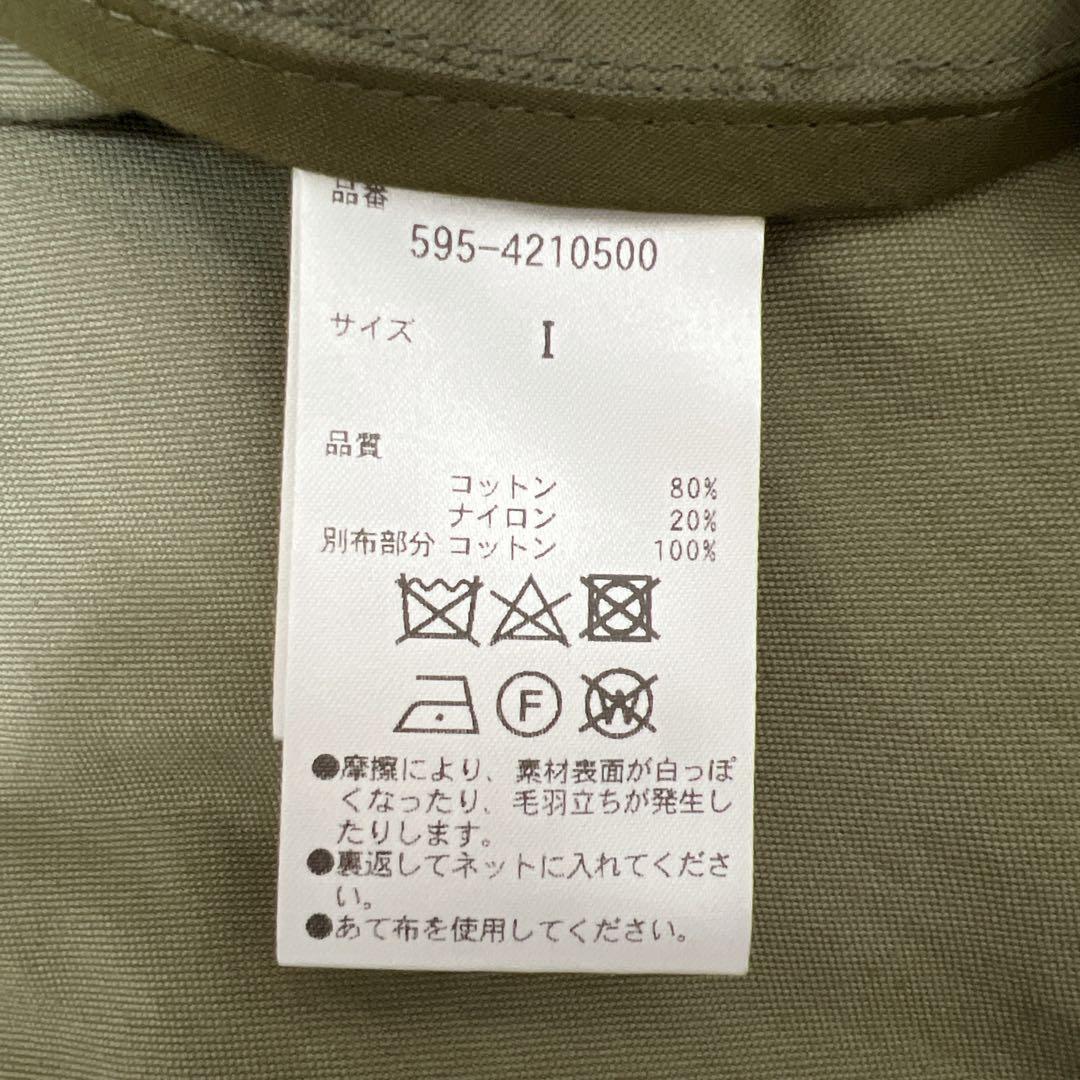 品番
595-4210500
サイズ I
品質
コットン 80%
ナイロン 20%
別布部分 コットン 100%
F W
●摩擦により、素材表面が白っぽ
くなったり、毛羽立ちが発生し
たりします。
●裏返してネットに入れてくださ
い。
●あて布を使用してください。